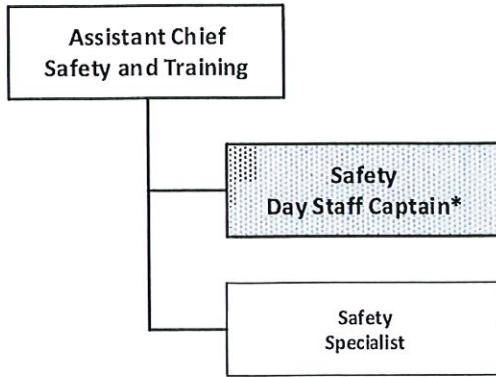 Assistant Chief
Safety and Training
Safety
Day Staff Captain*
Safety
Specialist